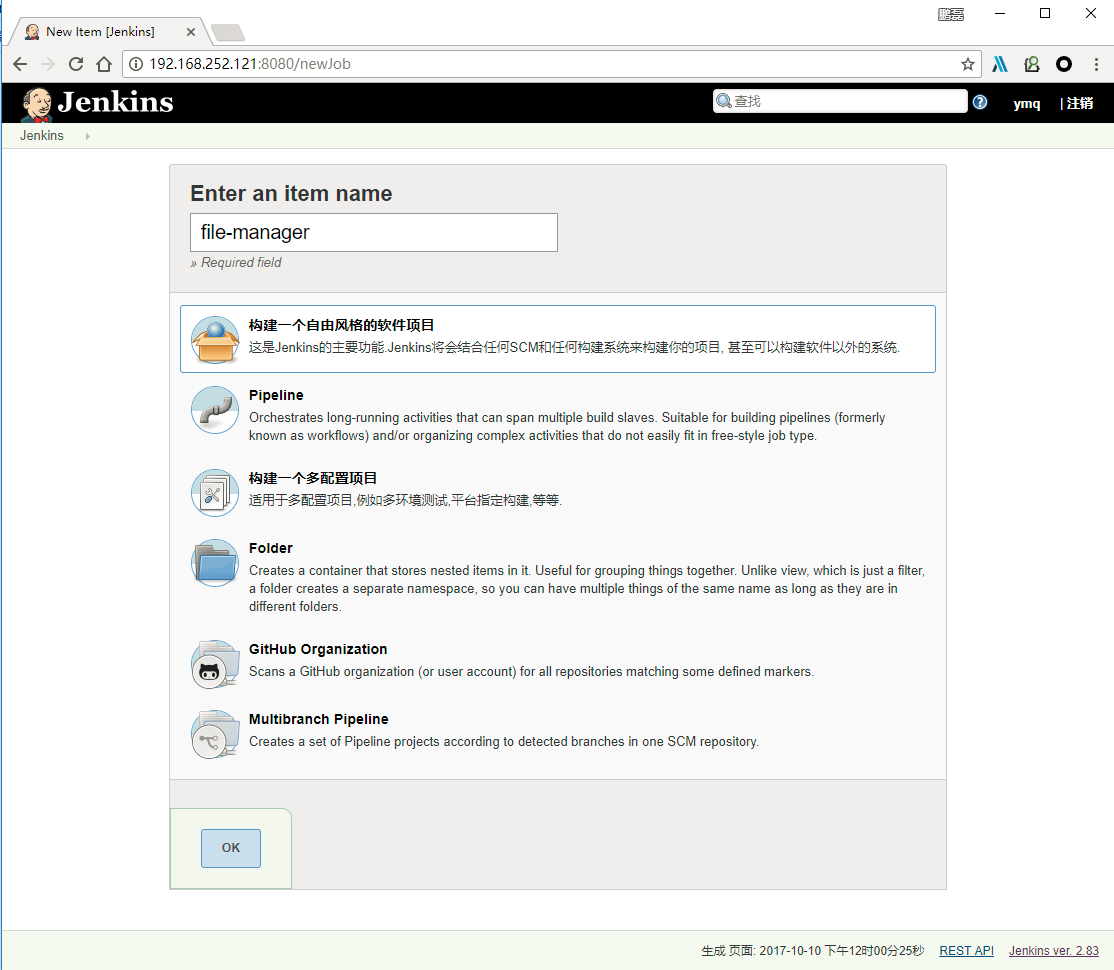 鹏磊
New Item [Jenkins]
192.168.252.121:8080/newJob
Jenkins
查找
ymq
| 注销
Jenkins
Enter an item name
file-manager
» Required field
构建一个自由风格的软件项目
这是Jenkins的主要功能.Jenkins将会结合任何SCM和任何构建系统来构建你的项目, 甚至可以构建软件以外的系统.
Pipeline
Orchestrates long-running activities that can span multiple build slaves. Suitable for building pipelines (formerly
known as workflows) and/or organizing complex activities that do not easily fit in free-style job type.
构建一个多配置项目
适用于多配置项目,例如多环境测试,平台指定构建,等等.
Folder
Creates a container that stores nested items in it. Useful for grouping things together. Unlike view, which is just a filter,
a folder creates a separate namespace, so you can have multiple things of the same name as long as they are in
different folders.
GitHub Organization
Scans a GitHub organization (or user account) for all repositories matching some defined markers.
Multibranch Pipeline
Creates a set of Pipeline projects according to detected branches in one SCM repository.
OK
生成 页面: 2017-10-10 下午12时00分25秒
REST API
Jenkins ver. 2.83